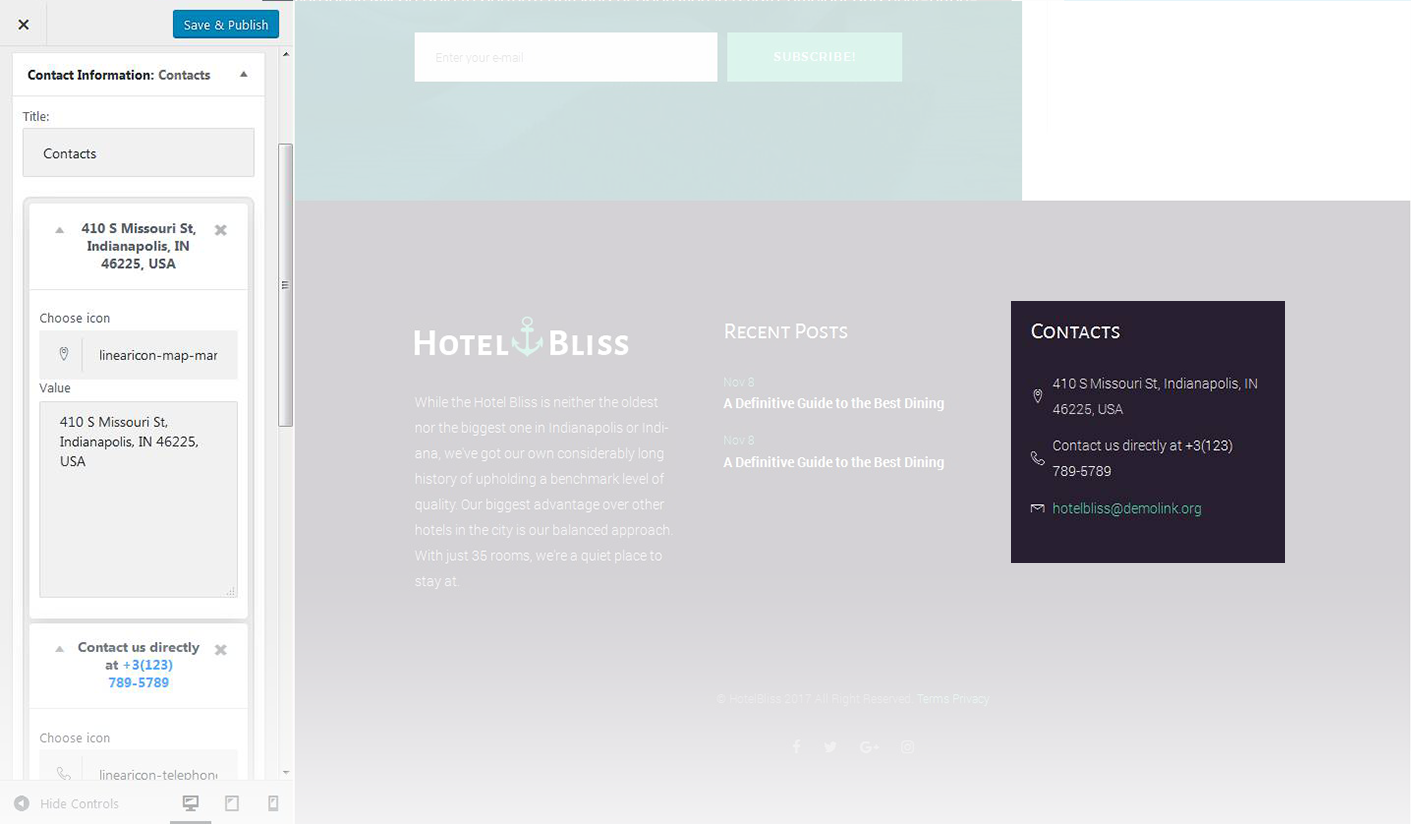 Save & Publish
Contact Information: Contacts
Title:
Contacts
410 S Missouri St,
Indianapolis, IN
46225, USA
Choose icon
linearicon-map-mar
Value
410 S Missouri St,
Indianapolis, IN 46225,
USA
Contact us directly
at +3(123)
789-5789
Choose icon
linearicon-telephone
Hide Controls
Enter your e-mail
SUBSCRIBE!
Hotel Bliss
While the Hotel Bliss is neither the oldest
nor the biggest one in Indianapolis or Indi-
ana, we've got our own considerably long
history of upholding a benchmark level of
quality. Our biggest advantage over other
hotels in the city is our balanced approach.
With just 35 rooms, we're a quiet place to
stay at.
Recent Posts
Nov 8
A Definitive Guide to the Best Dining
Nov 8
A Definitive Guide to the Best Dining
Contacts
410 S Missouri St, Indianapolis, IN
46225, USA
Contact us directly at +3(123)
789-5789
hotelbliss@demolink.org
© HotelBliss 2017 All Right Reserved. Terms Privacy